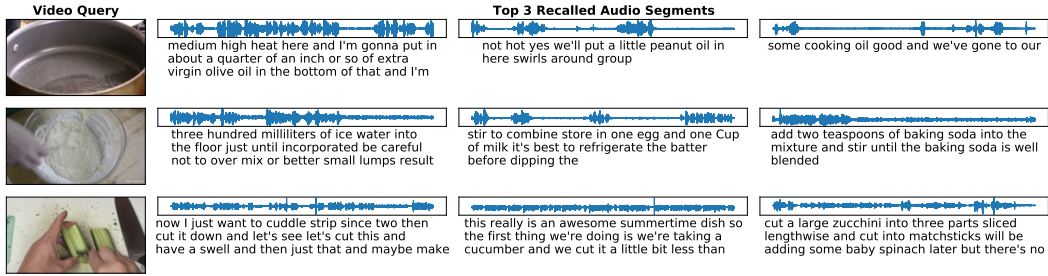 Video Query
Top 3 Recalled Audio Segments
medium high heat here and I'm gonna put in
about a quarter of an inch or so of extra
virgin olive oil in the bottom of that and I'm
not hot yes we'll put a little peanut oil in
here swirls around group
some cooking oil good and we've gone to our
three hundred milliliters of ice water into
the floor just until incorporated be careful
not to over mix or better small lumps result
stir to combine store in one egg and one Cup
of milk it's best to refrigerate the batter
before dipping the
add two teaspoons of baking soda into the
mixture and stir until the baking soda is well
blended
now I just want to cuddle strip since two then
cut it down and let's see let's cut this and
have a swell and then just that and maybe make
this really is an awesome summertime dish so
the first thing we're doing is we're taking a
cucumber and we cut it a little bit less than
cut a large zucchini into three parts sliced
lengthwise and cut into matchsticks will be
adding some baby spinach later but there's no